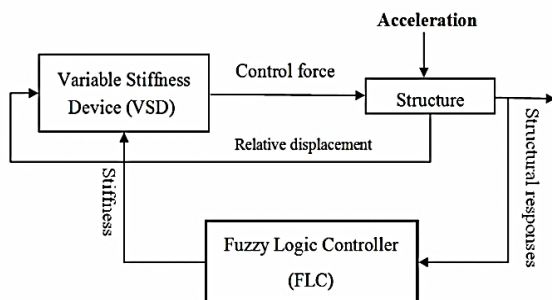 Acceleration
Variable Stiffness
Device (VSD)
Control force
Structure
Relative displacement
Stiffness
Structural responses
Fuzzy Logic Controller
(FLC)